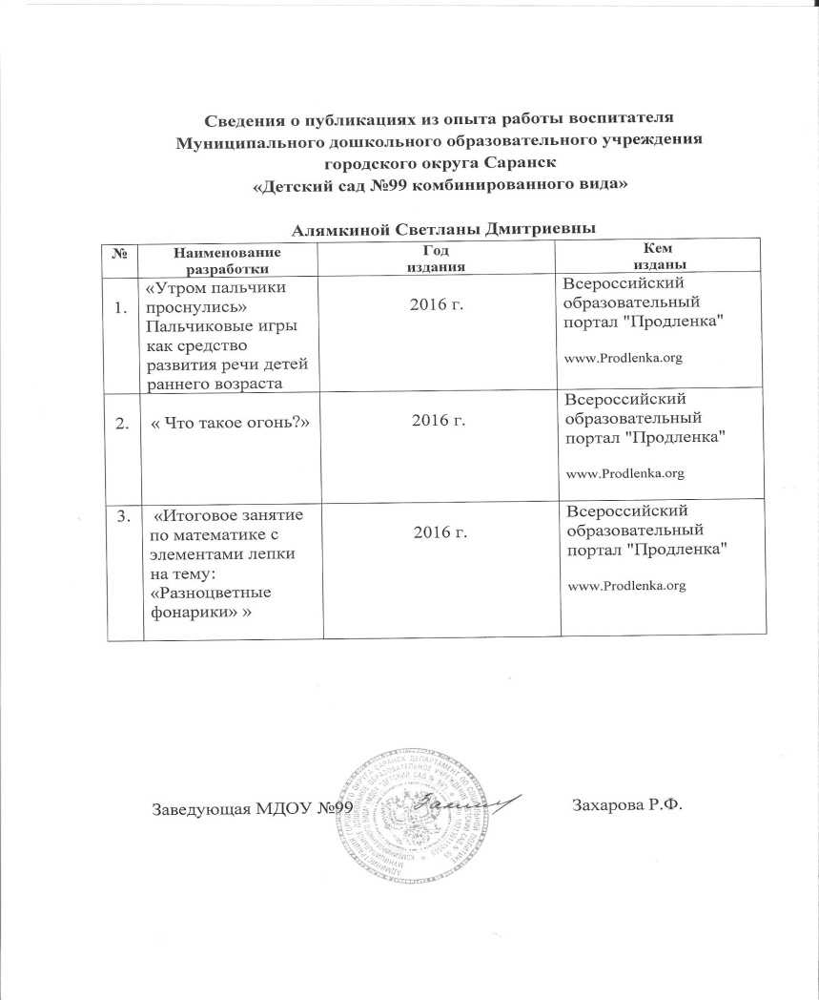 Сведения о публикациях из опыта работы воспитателя
Муниципального дошкольного образовательного учреждения
городского округа Саранск
«Детский сад №99 комбинированного вида»
Алямкиной Светланы Дмитриевны
№
Наименование
разработки
Год
издания
Кем
изданы
1.
«Утром пальчики
проснулись»
Пальчиковые игры
как средство
развития речи детей
раннего возраста
2016 г.
Всероссийский
образовательный
портал "Продленка"
www.Prodlenka.org
2.
« Что такое огонь?»
2016 г.
Всероссийский
образовательный
портал "Продленка"
www.Prodlenka.org
3.
«Итоговое занятие
по математике с
элементами лепки
на тему:
«Разноцветные
фонарики» »
2016 г.
Всероссийский
образовательный
портал "Продленка"
www.Prodlenka.org
Заведующая МДОУ №99
Захарова Р.Ф.